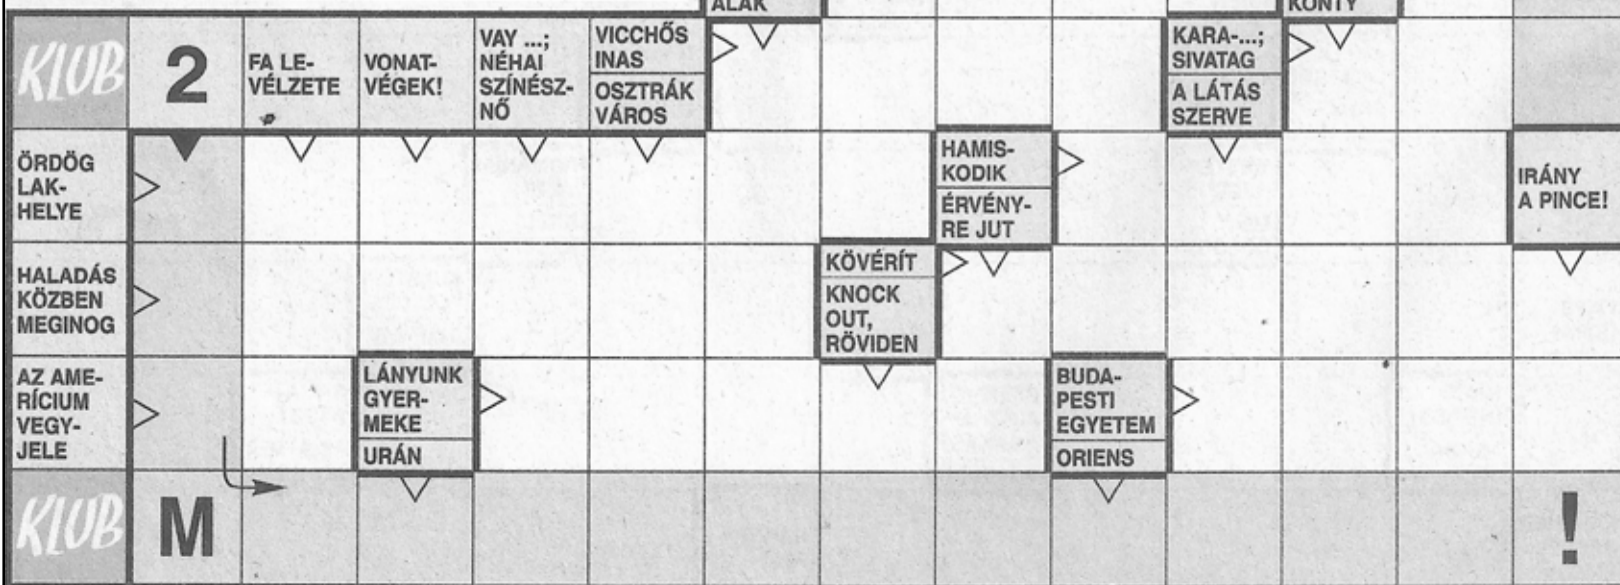 ALAK
KONTY
KLUB
2
FA LE-
VÉLZETE
VONAT-
VÉGEK!
VAY ...;
NÉHAI
SZÍNÉSZ-
NŐ
VICCHŐS
INAS
OSZTRÁK
VÁROS
KARA-...;
SIVATAG
A LÁTÁS
SZERVE
ÖRDÖG
LAK-
HELYE
HAMIS-
KODIK
ÉRVÉNY-
RE JUT
IRÁNY
A PINCE!
HALADÁS
KÖZBEN
MEGINOG
KÖVÉRÍT
KNOCK
OUT,
RÖVIDEN
AZ AME-
RÍCIUM
VEGY-
JELE
LÁNYUNK
GYER-
MEKE
URÁN
BUDA-
PESTI
EGYETEM
ORIENS
KLUB
M
!